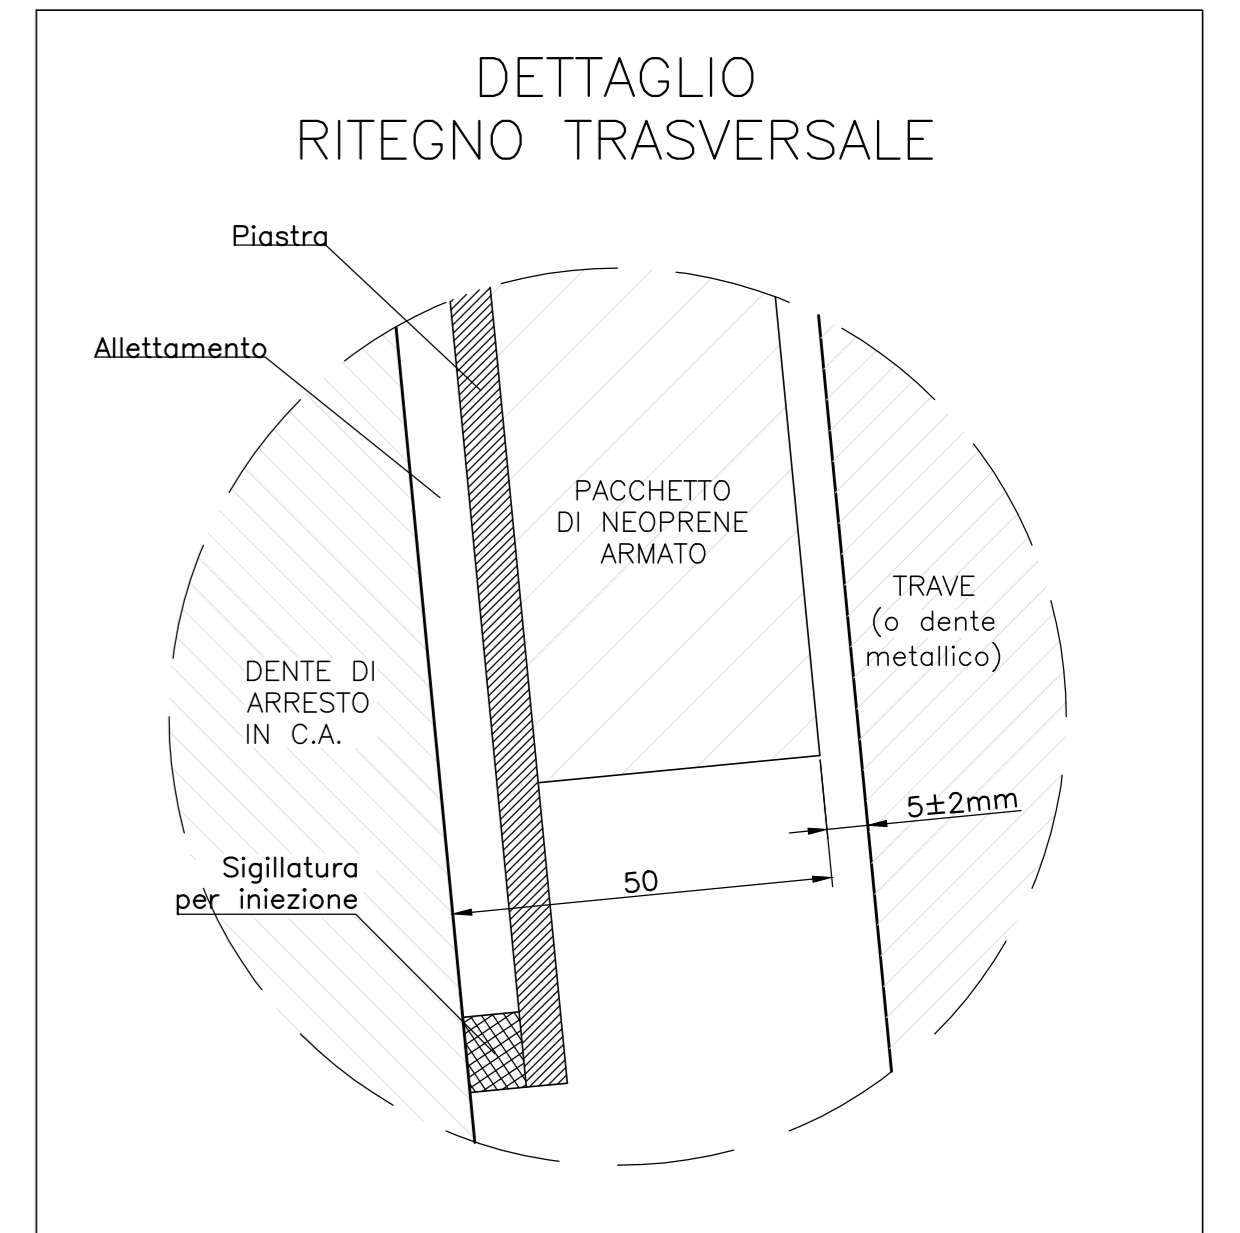 DETTAGLIO
RITEGNO TRASVERSALE
Piastra
Allettamento
PACCHETTO
DI NEOPRENE
ARMATO
TRAVE
(o dente
metallico)
DENTE DI
ARRESTO
IN C.A.
5±2mm
50
Sigillatura
per iniezione